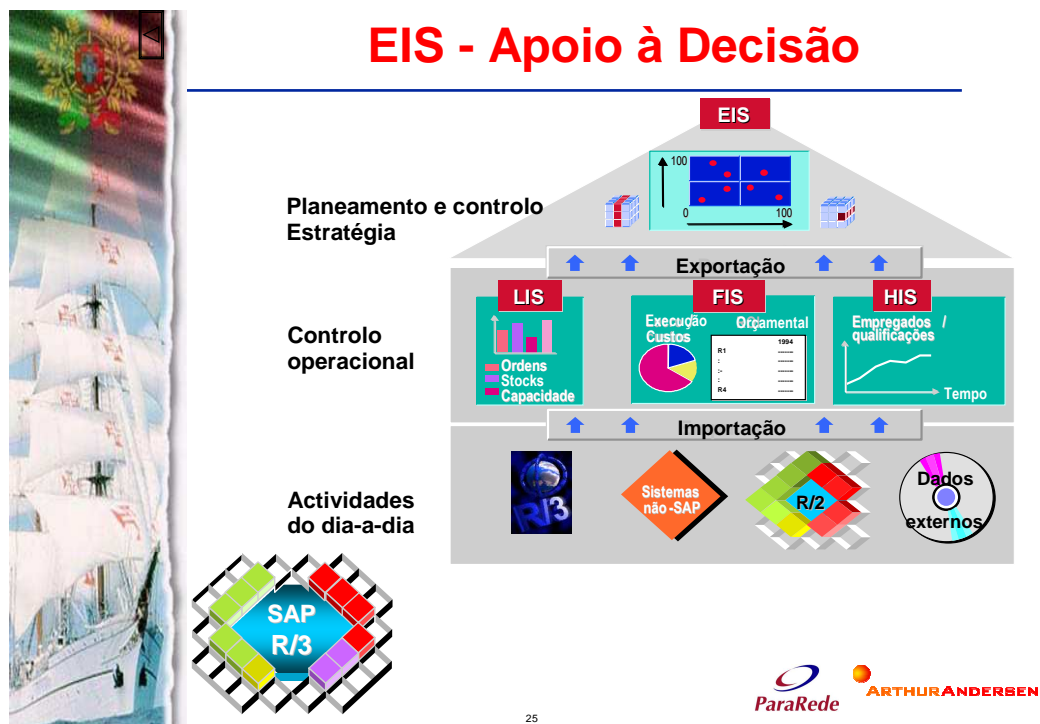 EIS - Apoio à Decisão
EIS
100
0
100
Planeamento e controlo
Estratégia
Exportação
LIS
FIS
HIS
Controlo
operacional
Ordens
Stocks
Capacidade
Execução Orçamental
Custos
1994
R1 --------
: --------
:- --------
: --------
R4 --------
Empregados /
qualificações
Tempo
Importação
Actividades
do dia-a-dia
R/3
Sistemas
não -SAP
R/2
Dados
externos
SAP
R/3
ParaRede
ARTHUR ANDERSEN
25